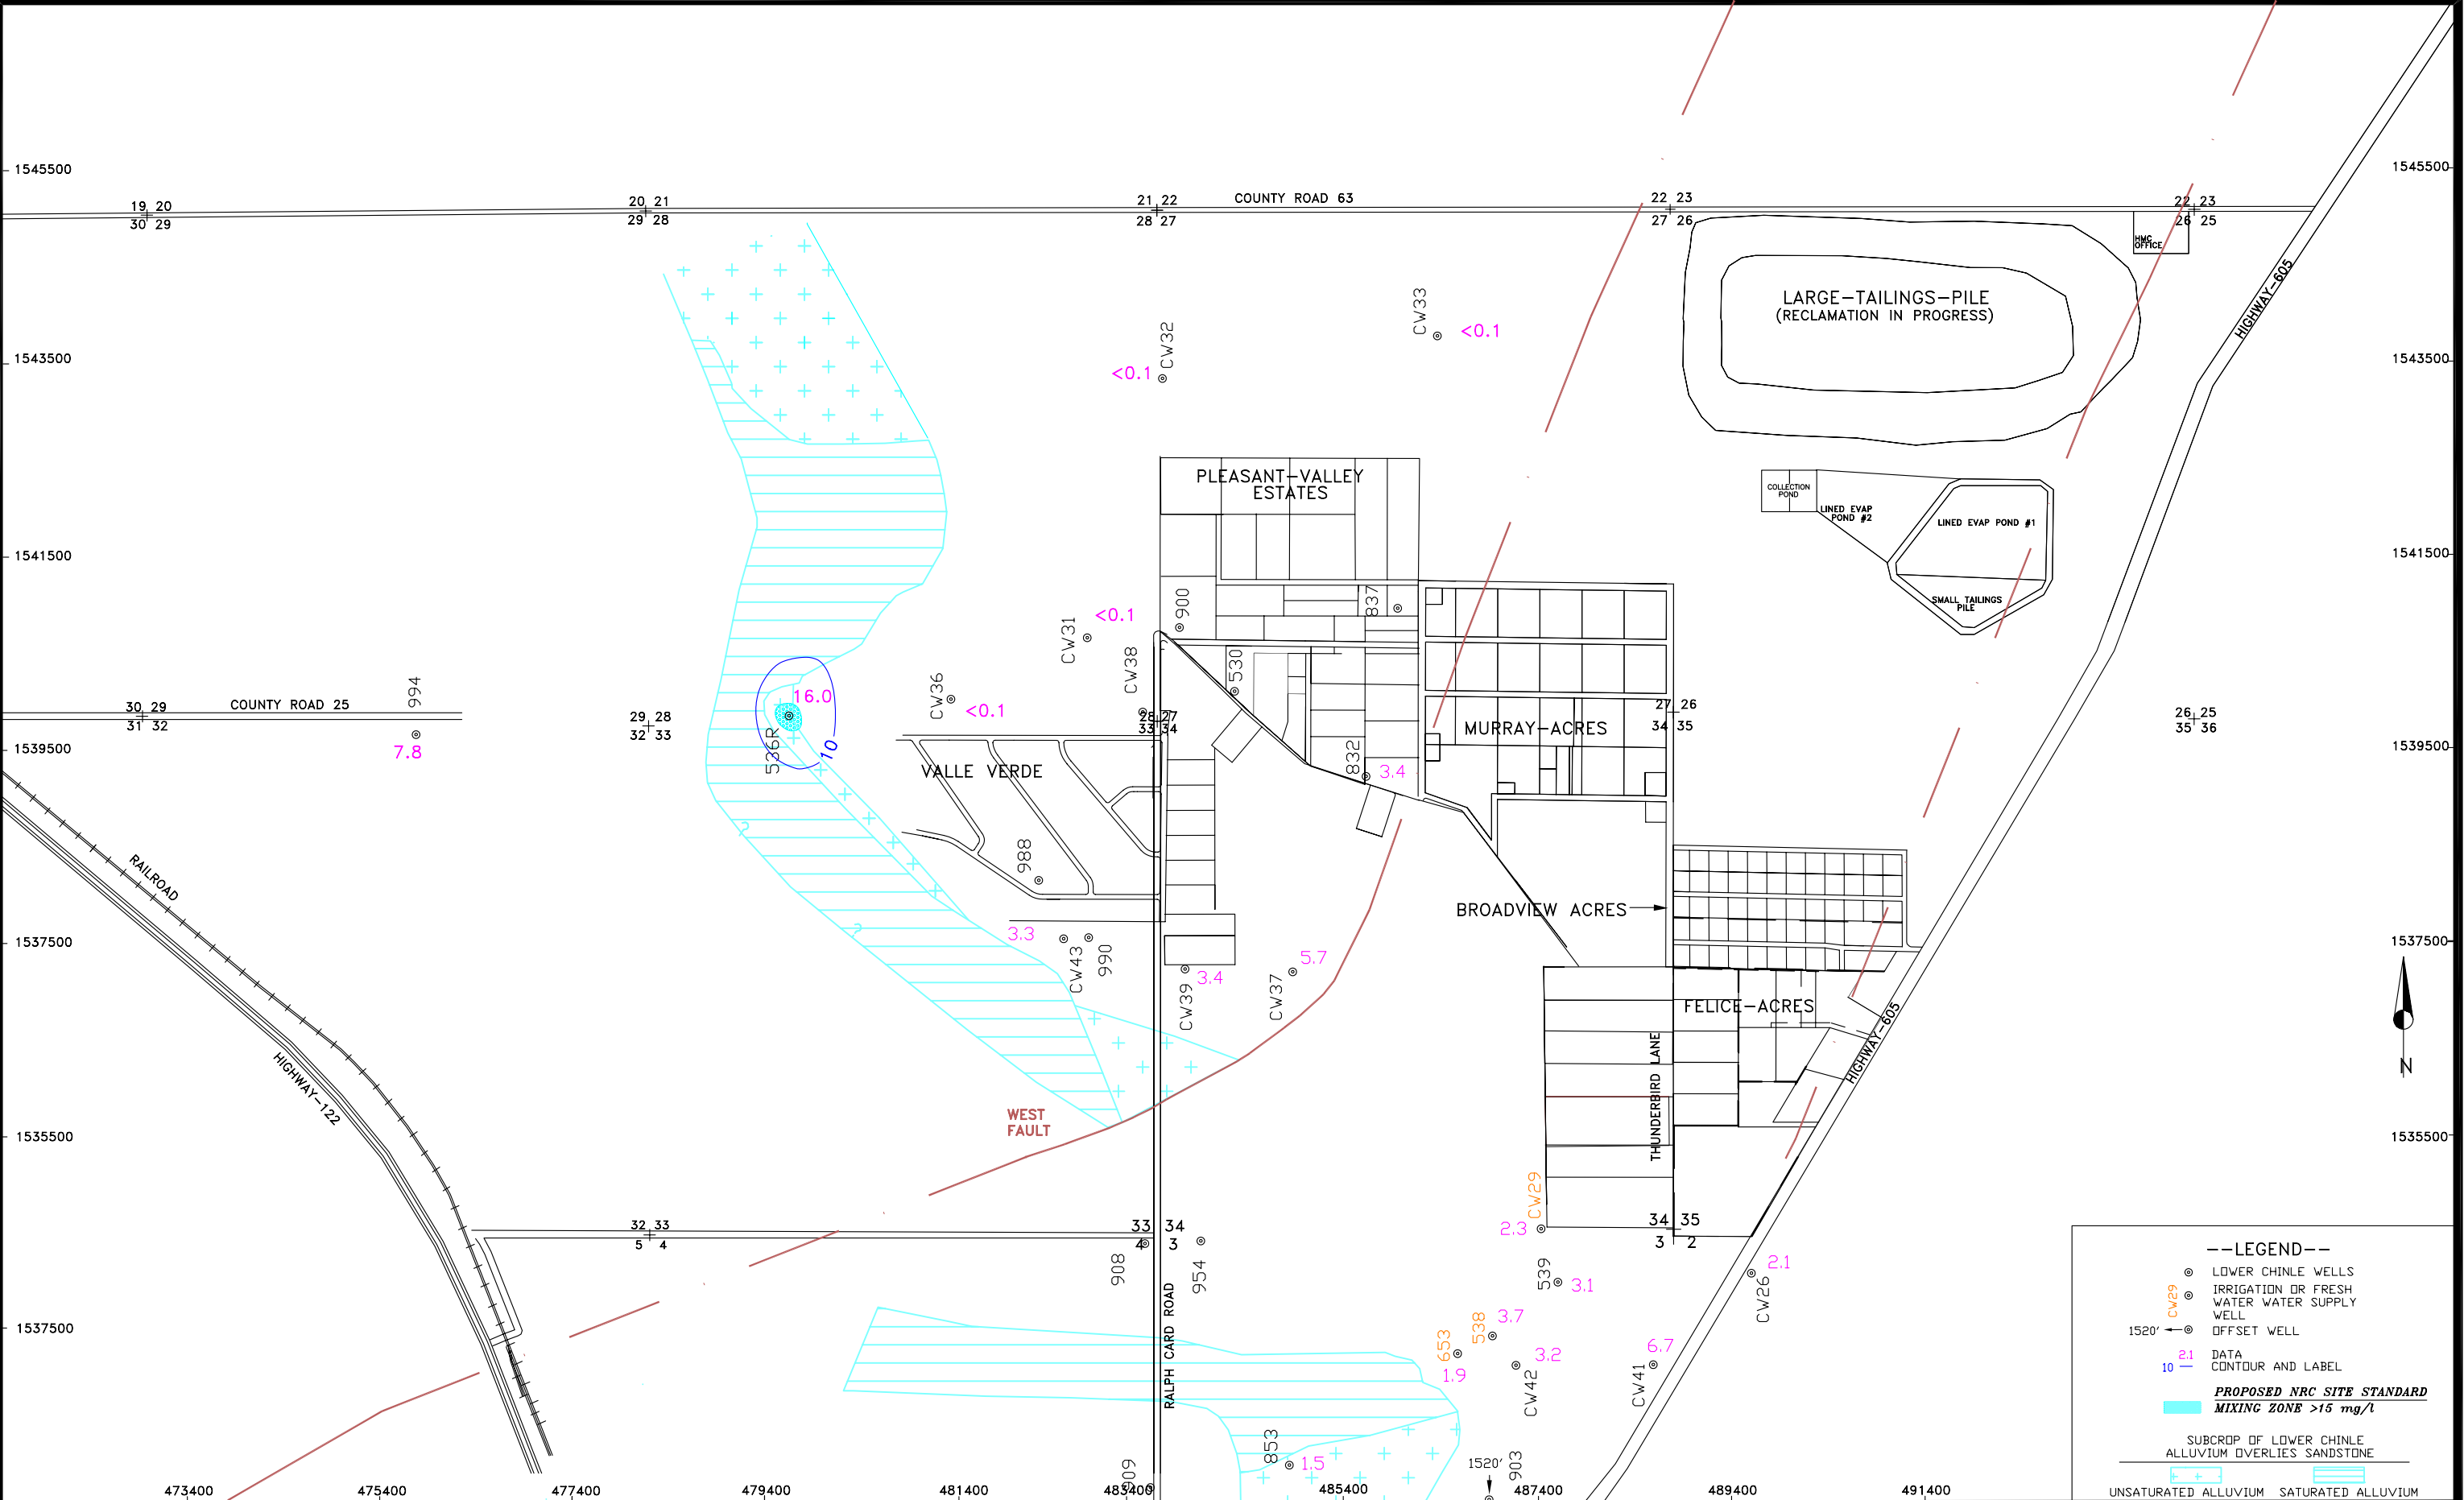 1545500
1545500
19 20
30 29
20 21
29 28
21 22
28 27
COUNTY ROAD 63
22 23
27 26
22 23
26 25
HMC
OFFICE
HIGHWAY-605
LARGE-TAILINGS-PILE
(RECLAMATION IN PROGRESS)
CW33
<0.1
CW32
<0.1
1543500
1543500
PLEASANT-VALLEY
ESTATES
COLLECTION
POND
LINED EVAP
POND #2
LINED EVAP POND #1
SMALL TAILINGS
PILE
1541500
1541500
CW31
<0.1
900
837
CW38
530
CW36
<0.1
994
7.8
COUNTY ROAD 25
30 29
31 32
29 28
32 33
16.0
536R
10
28 27
33 34
27 26
34 35
26 25
35 36
MURRAY-ACRES
1539500
1539500
VALLE VERDE
832
3.4
988
RAILROAD
BROADVIEW ACRES
1537500
1537500
3.3
CW43
990
3.4
CW39
5.7
CW37
FELICE-ACRES
THUNDERBIRD LANE
HIGHWAY-605
HIGHWAY-122
N
WEST
FAULT
1535500
1535500
CW29
2.3
32 33
5 4
33 34
4 3
34 35
3 2
908
954
539
3.1
2.1
CW26
RALPH CARD ROAD
1537500
538
3.7
653
1.9
3.2
CW42
6.7
CW41
853
1.5
909
1520'
903
--LEGEND--
LOWER CHINLE WELLS
CW29
IRRIGATION OR FRESH
WATER WATER SUPPLY
WELL
1520'
OFFSET WELL
2.1 DATA
10 CONTOUR AND LABEL
PROPOSED NRC SITE STANDARD
MIXING ZONE >15 mg/l
SUBCROP OF LOWER CHINLE
ALLUVIUM OVERLIES SANDSTONE
UNSATURATED ALLUVIUM SATURATED ALLUVIUM
473400
475400
477400
479400
481400
483400
485400
487400
489400
491400